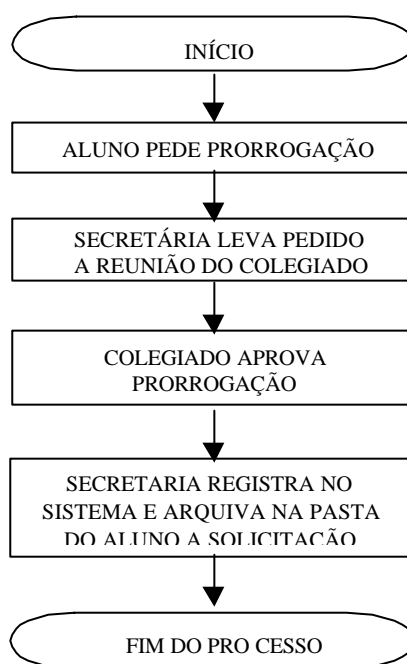 INÍCIO
ALUNO PEDE PRORROGAÇÃO
SECRETÁRIA LEVA PEDIDO
A REUNIÃO DO COLEGIADO
COLEGIADO APROVA
PRORROGAÇÃO
SECRETARIA REGISTRA NO
SISTEMA E ARQUIVA NA PASTA
DO ALUNO A SOLICITAÇÃO
FIM DO PRO CESSO